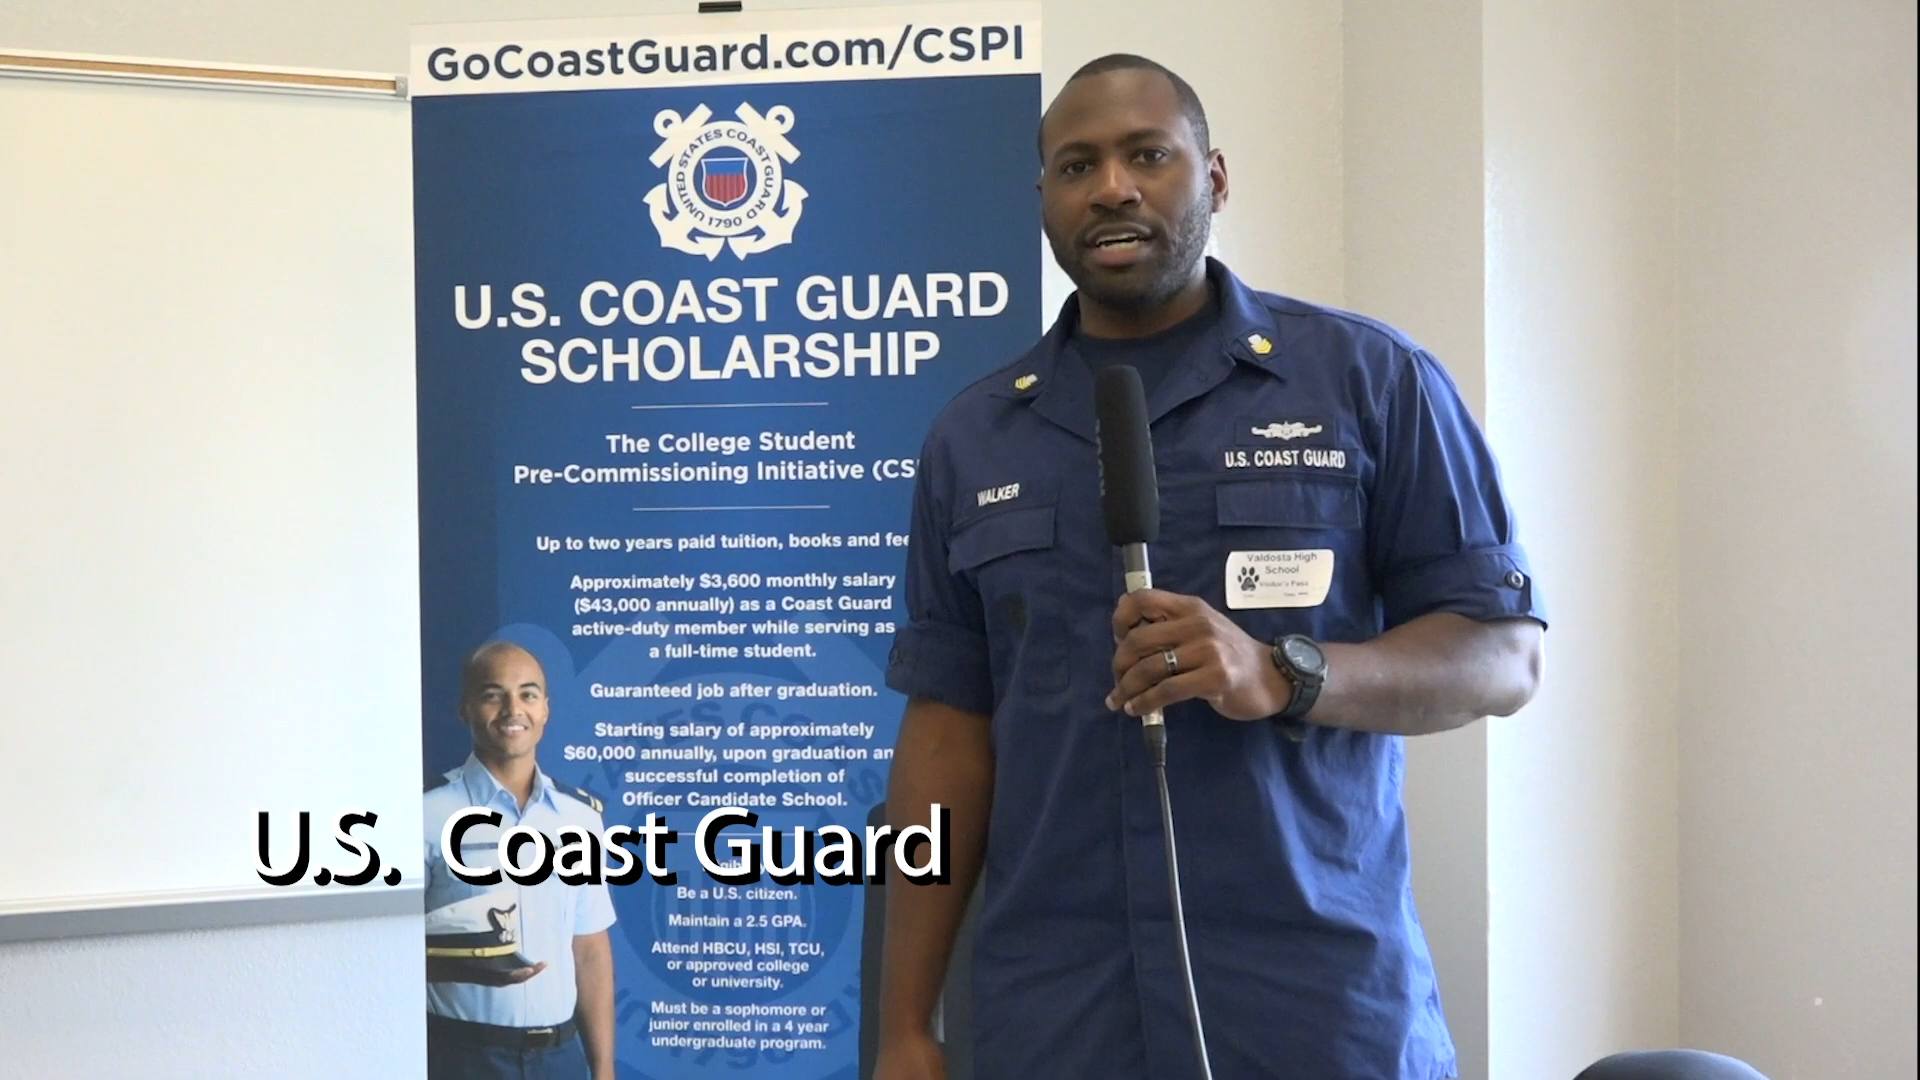 GoCoastGuard.com/CSPI
UNITED STATES COAST GUARD
1790
U.S. COAST GUARD
SCHOLARSHIP
The College Student
Pre-Commissioning Initiative
Up to two years paid tuition, books and
Approximately $3,600 monthly salary
($43,000 annually) as a Coast Guard
active-duty member while serving as
a full-time student.
Guaranteed job after graduation.
Starting salary of approximately
$60,000 annually, upon graduation
successful completion of
Officer Candidate School.
Be a U.S. citizen.
Maintain a 2.5 GPA.
Attend HBCU, HSI, TCU,
or approved college
or university.
Must be a sophomore or
junior enrolled in a 4 year
undergraduate program.
WALKER
U.S. COAST GUARD
Valdosta High
School
Visitor's Pass
U.S. Coast Guard